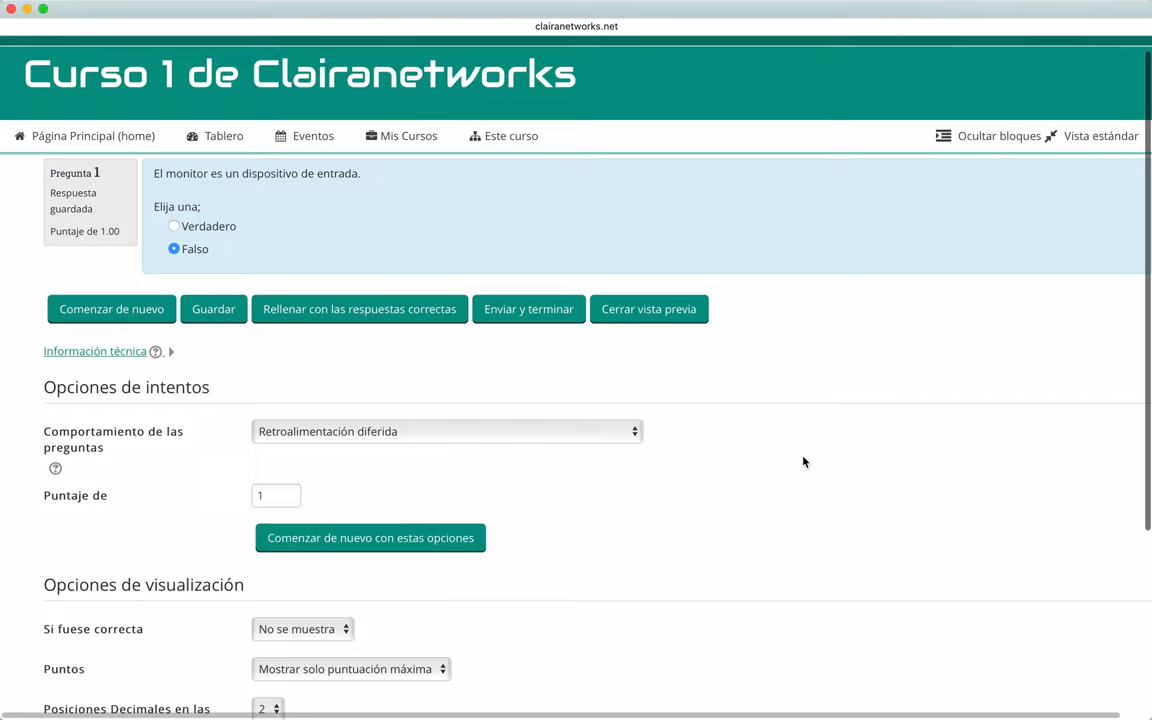 clairanetworks.net
Curso 1 de Clairanetworks
Página Principal (home) Tablero Eventos Mis Cursos Este curso Ocultar bloques Vista estándar
Pregunta 1
Respuesta
guardada
Puntaje de 1.00
El monitor es un dispositivo de entrada.
Elija una;
Verdadero
Falso
Comenzar de nuevo Guardar Rellenar con las respuestas correctas Enviar y terminar Cerrar vista previa
Información técnica
Opciones de intentos
Comportamiento de las
preguntas
Retroalimentación diferida
Puntaje de 1
Comenzar de nuevo con estas opciones
Opciones de visualización
Si fuese correcta No se muestra
Puntos Mostrar solo puntuación máxima
Posiciones Decimales en las 2